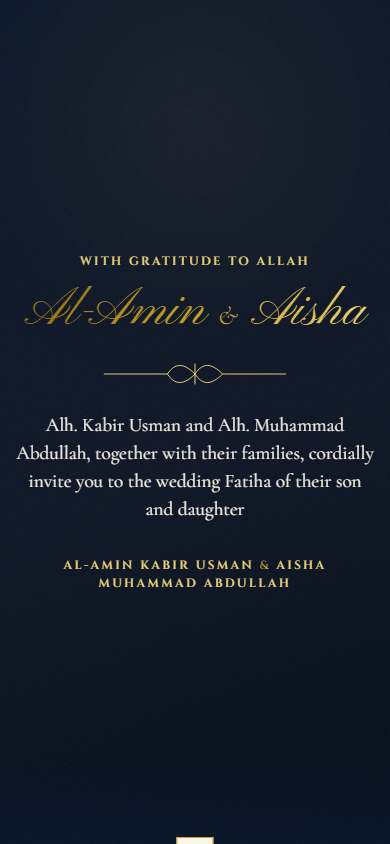 WITH GRATITUDE TO ALLAH
Al-Amin & Aisha
Alh. Kabir Usman and Alh. Muhammad
Abdullah, together with their families, cordially
invite you to the wedding Fatiha of their son
and daughter
AL-AMIN KABIR USMAN & AISHA
MUHAMMAD ABDULLAH